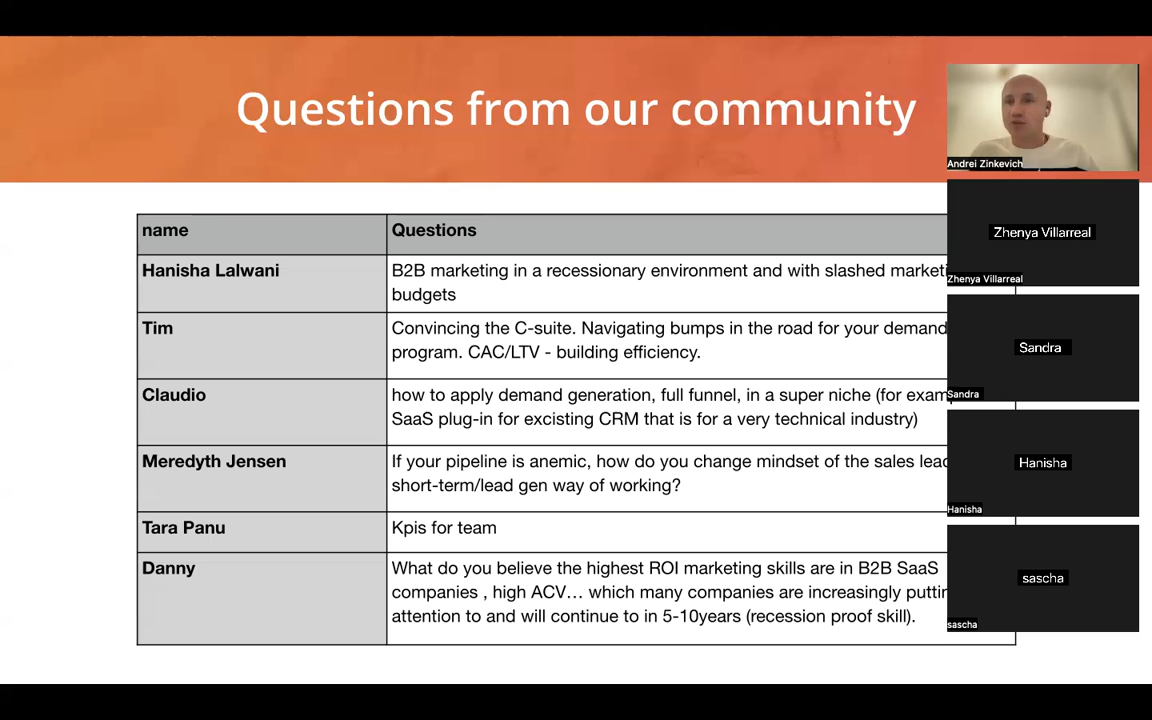 Questions from our community
Andrei Zinkevich
name
Questions
Hanisha Lalwani
B2B marketing in a recessionary environment and with slashed
budgets
Tim
Convincing the C-suite. Navigating bumps in the road for your demand
program. CAC/LTV - building efficiency.
Claudio
how to apply demand generation, full funnel, in a super niche (for
SaaS plug-in for excisting CRM that is for a very technical industry)
Meredyth Jensen
If your pipeline is anemic, how do you change mindset of the sales
short-term/lead gen way of working?
Tara Panu
Kpis for team
Danny
What do you believe the highest ROI marketing skills are in B2B SaaS
companies , high ACV... which many companies are increasingly
attention to and will continue to in 5-10years (recession proof skill).
Zhenya Villarreal
Zhenya Villarreal
Sandra
Sandra
Hanisha
Hanisha
sascha
sascha